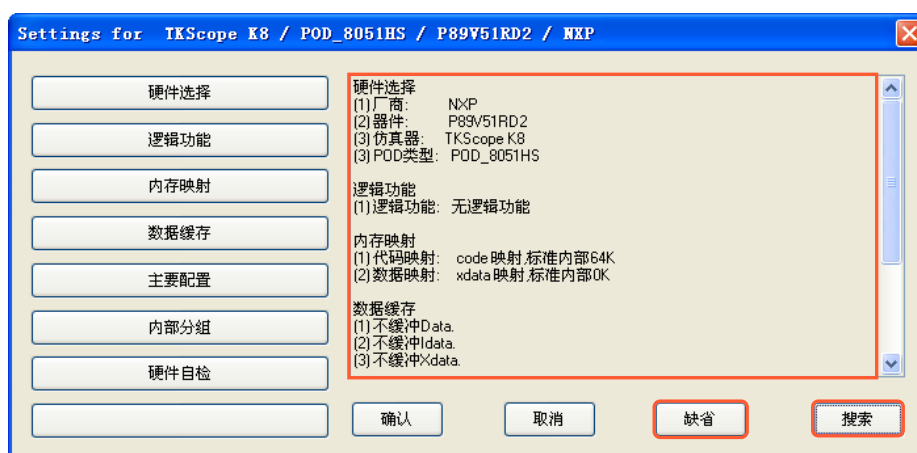 Settings for TKScope K8 / POD_8051HS / P89V51RD2 / NXP
硬件选择
逻辑功能
内存映射
数据缓存
主要配置
内部分组
硬件自检
硬件选择
(1)厂商: NXP
(2)器件: P89V51RD2
(3)仿真器: TKScope K8
(3)POD类型: POD_8051HS
逻辑功能
(1)逻辑功能: 无逻辑功能
内存映射
(1)代码映射: code映射,标准内部64K
(2)数据映射: xdata映射,标准内部0K
数据缓存
(1)不缓冲Data.
(2)不缓冲Idata.
(3)不缓冲Xdata.
确认
取消
缺省
搜索